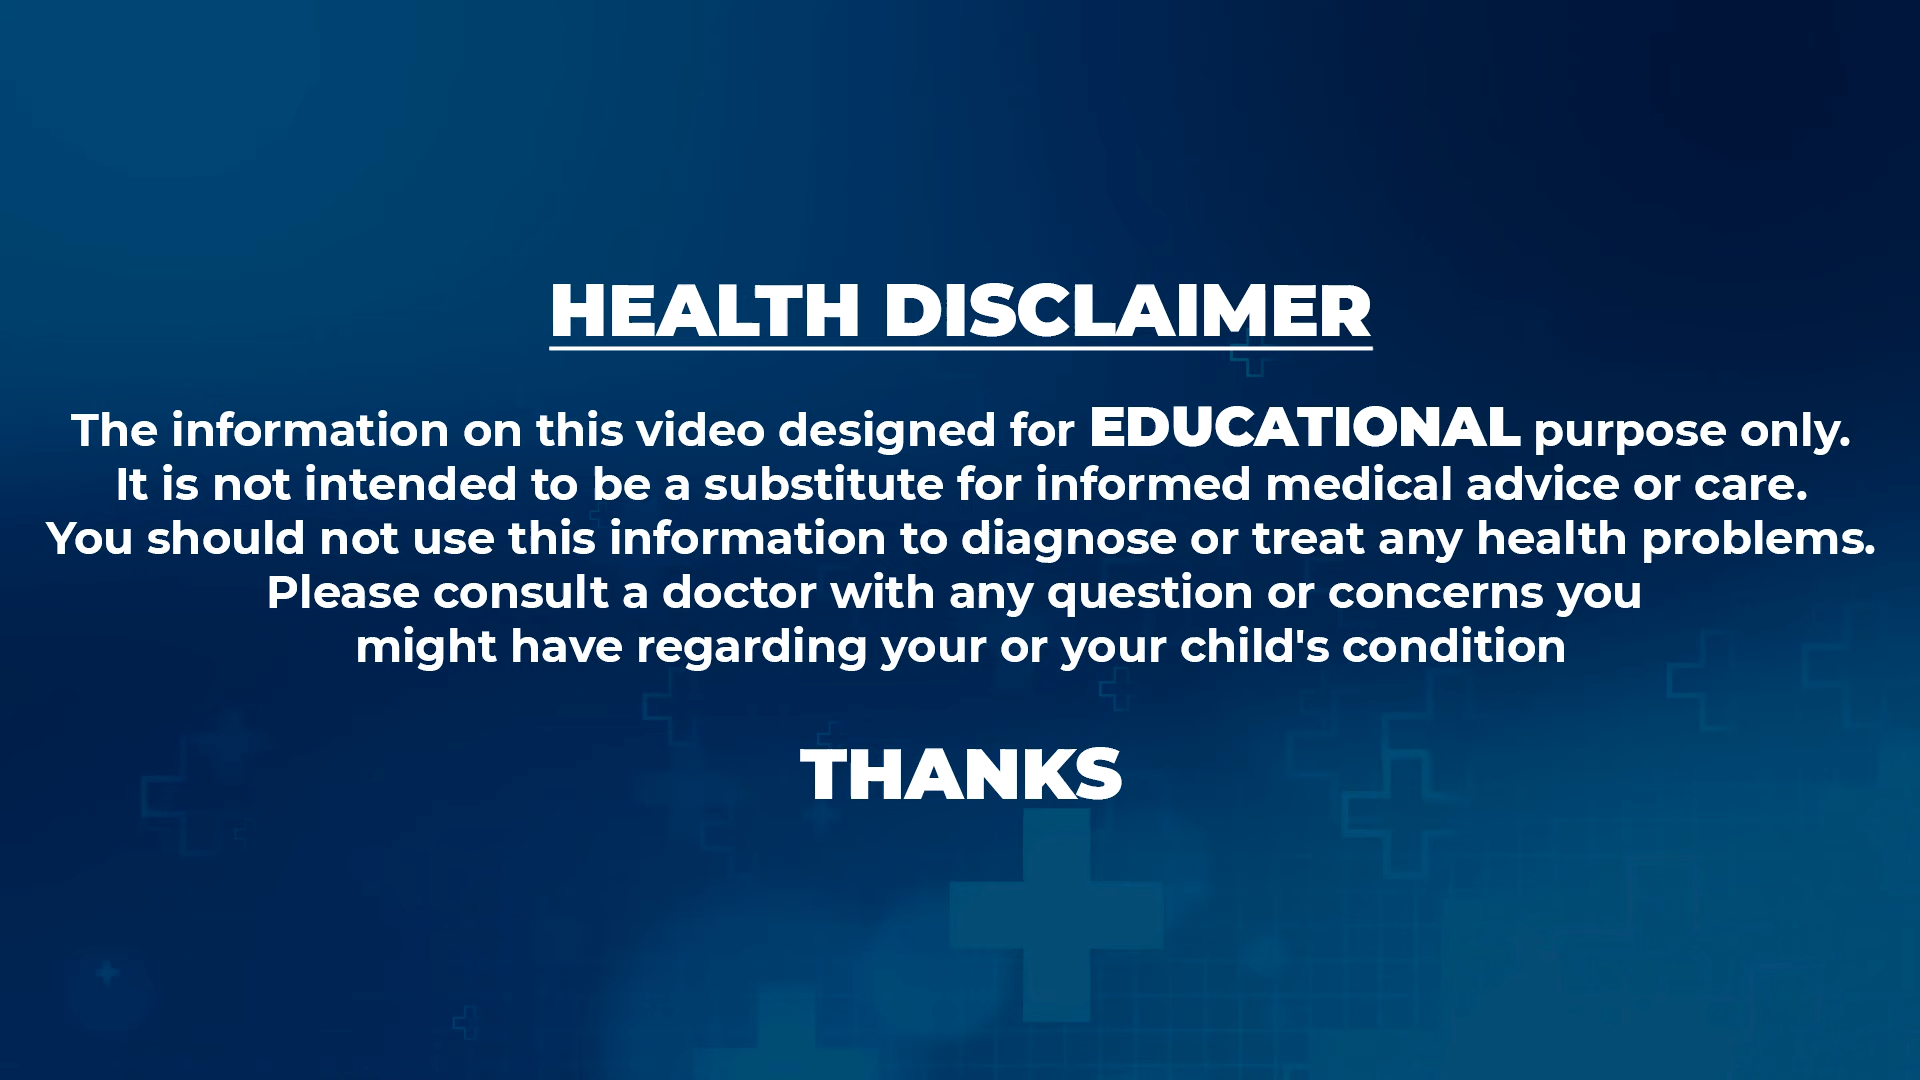 HEALTH DISCLAIMER
The information on this video designed for EDUCATIONAL purpose only.
It is not intended to be a substitute for informed medical advice or care.
You should not use this information to diagnose or treat any health problems.
Please consult a doctor with any question or concerns you
might have regarding your or your child's condition
THANKS